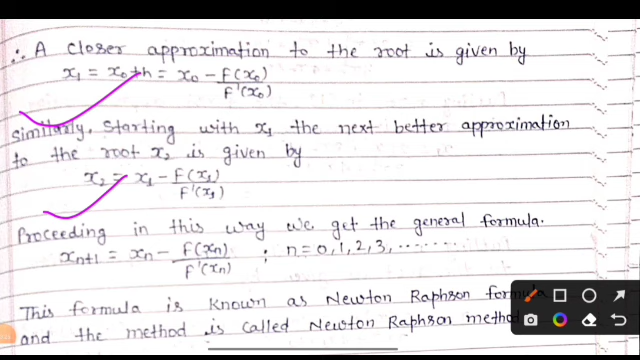 ∴ A closer approximation to the root is given by
x₁ = x₀ + h = x₀ - f(x₀)/f'(x₀)
Similarly, starting with x₁ the next better approximation
to the root x₂ is given by
x₂ = x₁ - f(x₁)/f'(x₁)
Proceeding in this way we get the general formula.
xₙ₊₁ = xₙ - f(xₙ)/f'(xₙ) ; n = 0, 1, 2, 3, ........
This formula is known as Newton Raphson formula
and the method is called Newton Raphson method